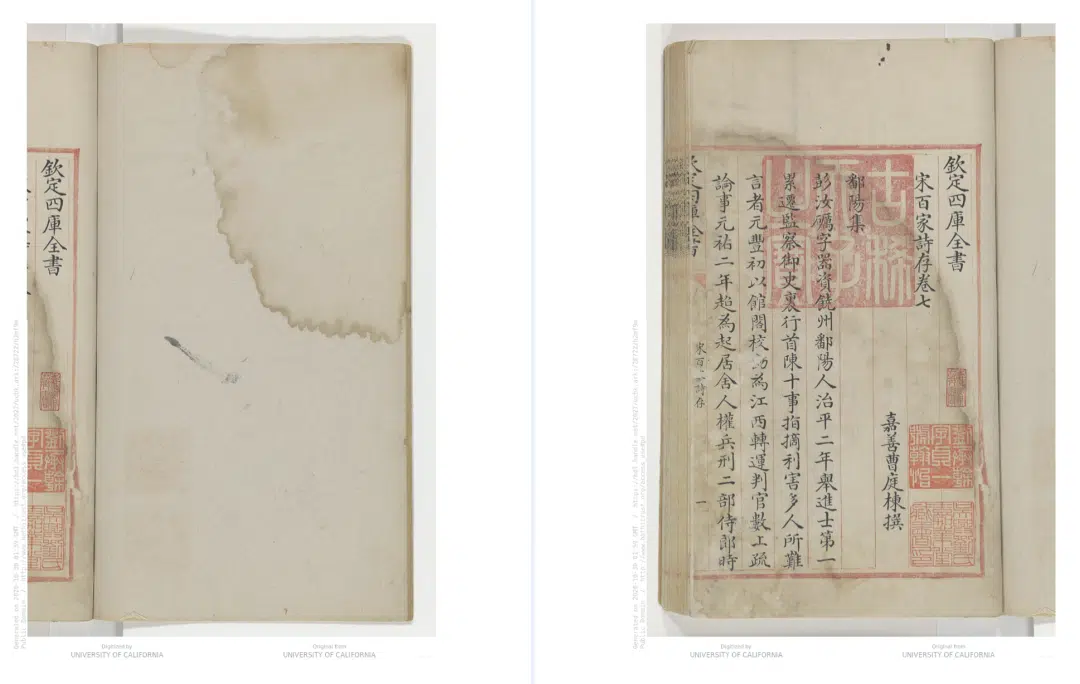 欽定四庫全書
Digitized by
UNIVERSITY OF CALIFORNIA
Original from
UNIVERSITY OF CALIFORNIA
欽定四庫全書
宋百家詩存卷七
嘉善曹庭棟撰
古稀天子之寶
鄱陽集
彭汝礪字器資饒州鄱陽人治平二年舉進士第一
累遷監察御史裏行首陳十事指摘利害多人所難
言者元豐初以館閣校勘為江西轉運判官數上疏
論事元祐二年超為起居舍人權兵刑二部侍郎時
欽定四庫全書
宋百家詩存
一
Digitized by
UNIVERSITY OF CALIFORNIA
Original from
UNIVERSITY OF CALIFORNIA